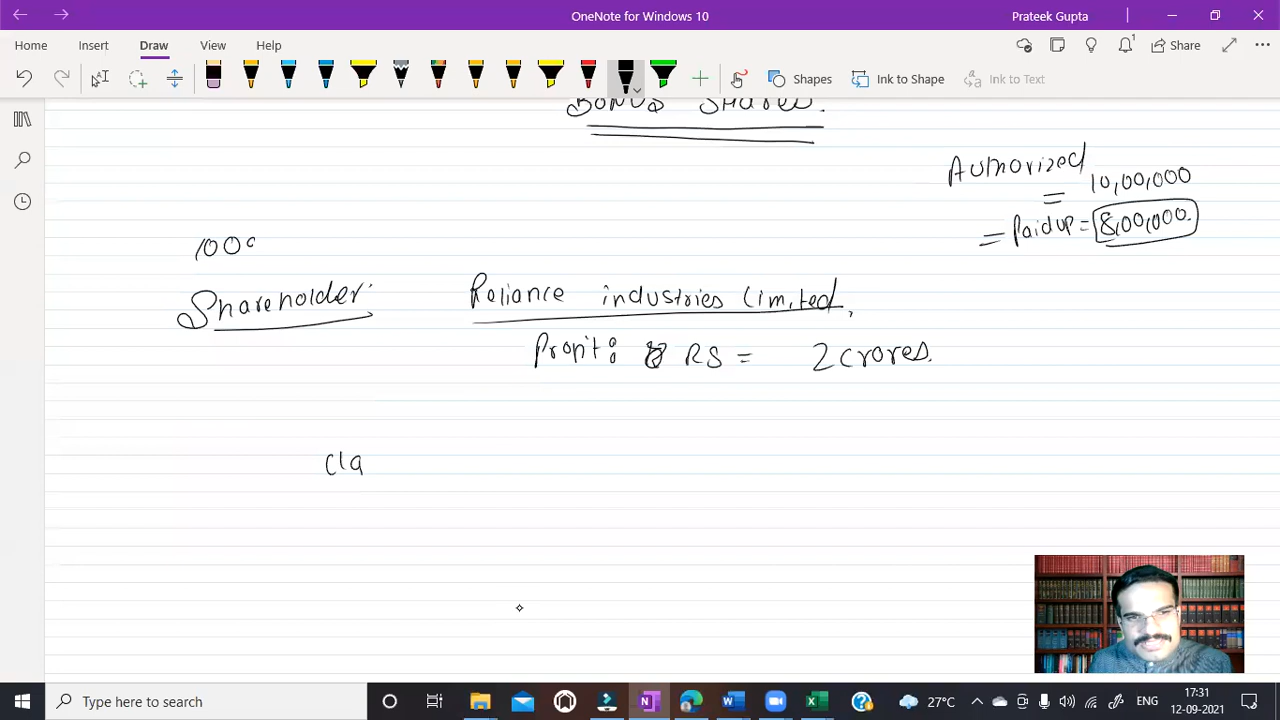 OneNote for Windows 10
Prateek Gupta
Home Insert Draw View Help
Share
Shapes
Ink to Shape
Ink to Text
BONUS SHARES.
Authorized
= 10,00,000
= Paidup = 8,00,000.
1000
Shareholder:
Reliance industries Limited,
Profit: RS = 2 crores.
cla
Type here to search
27°C
ENG
17:31
12-09-2021